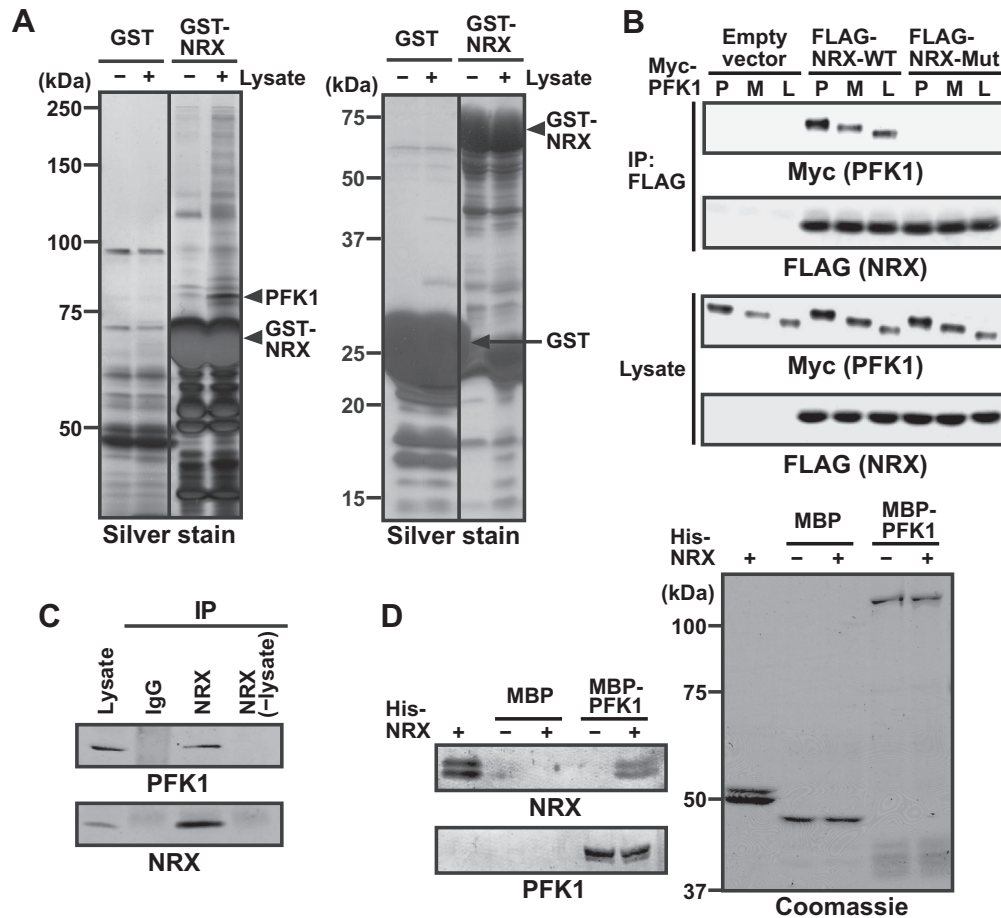 A
GST
GST-
NRX
(kDa)
− + − + Lysate
250
150
100
75
50
PFK1
GST-
NRX
Silver stain
GST
GST-
NRX
(kDa)
− + − + Lysate
75
50
37
25
20
15
GST-
NRX
GST
Silver stain
B
Empty
vector
FLAG-
NRX-WT
FLAG-
NRX-Mut
Myc-
PFK1
P M L P M L P M L
IP:
FLAG
Myc (PFK1)
FLAG (NRX)
Lysate
Myc (PFK1)
FLAG (NRX)
C
IP
Lysate
IgG
NRX
NRX
(−lysate)
PFK1
NRX
D
MBP
MBP-
PFK1
His-
NRX
+ − + − +
NRX
PFK1
MBP
MBP-
PFK1
His-
NRX
+ − + − +
(kDa)
100
75
50
37
Coomassie